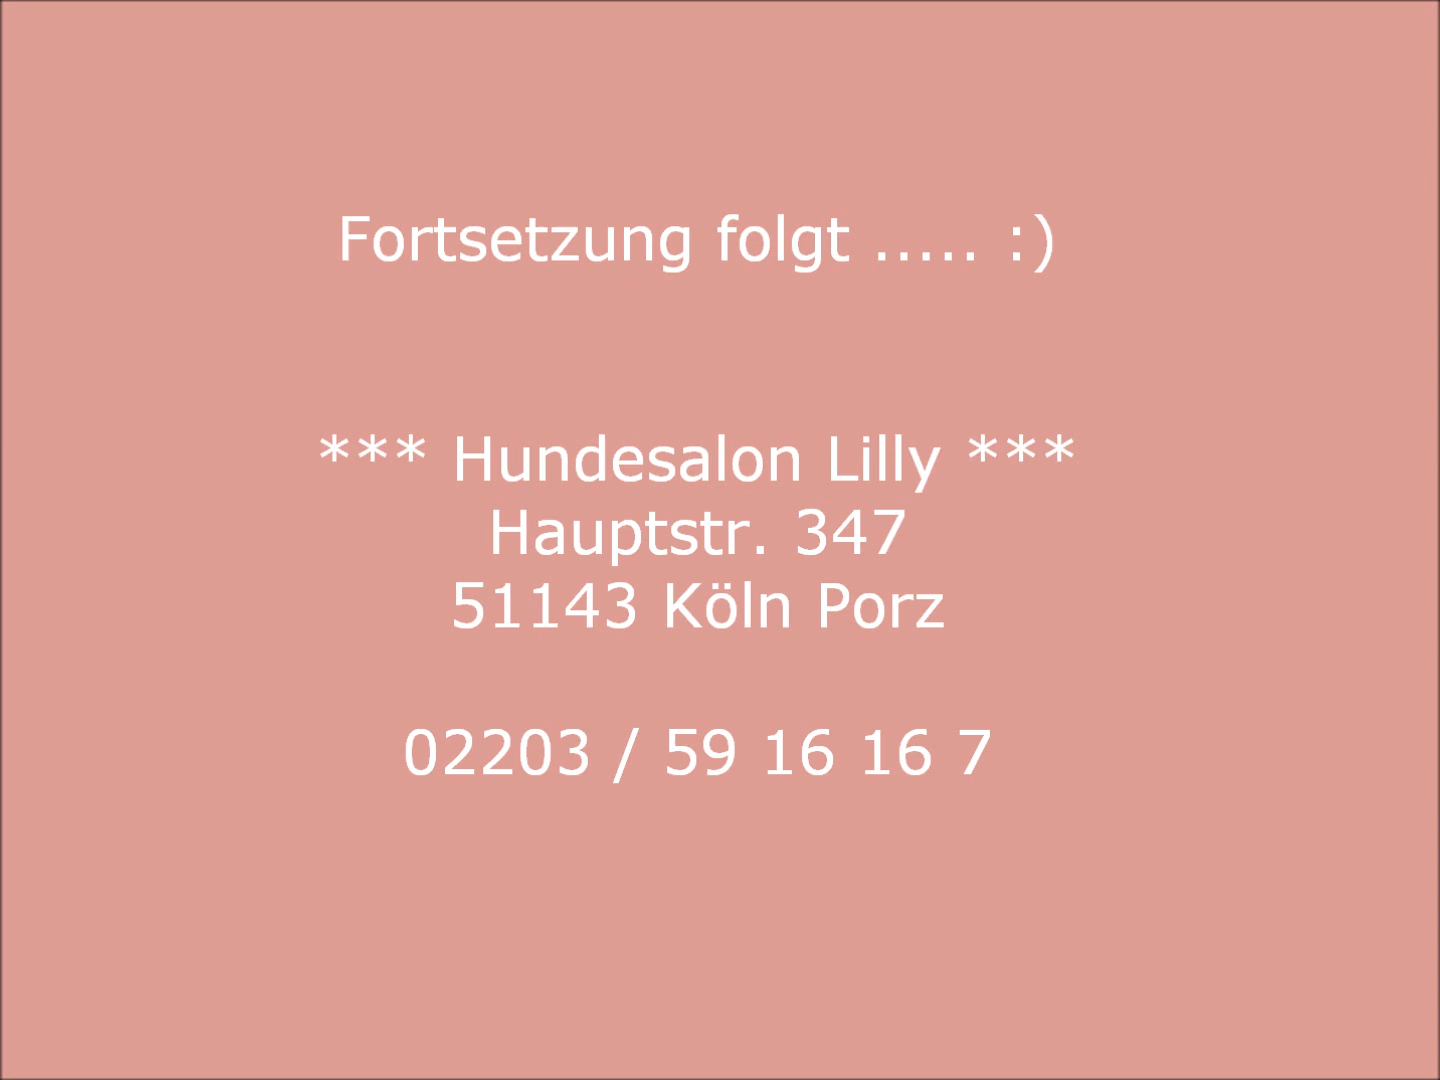 Fortsetzung folgt ..... :)
*** Hundesalon Lilly ***
Hauptstr. 347
51143 Köln Porz
02203 / 59 16 16 7